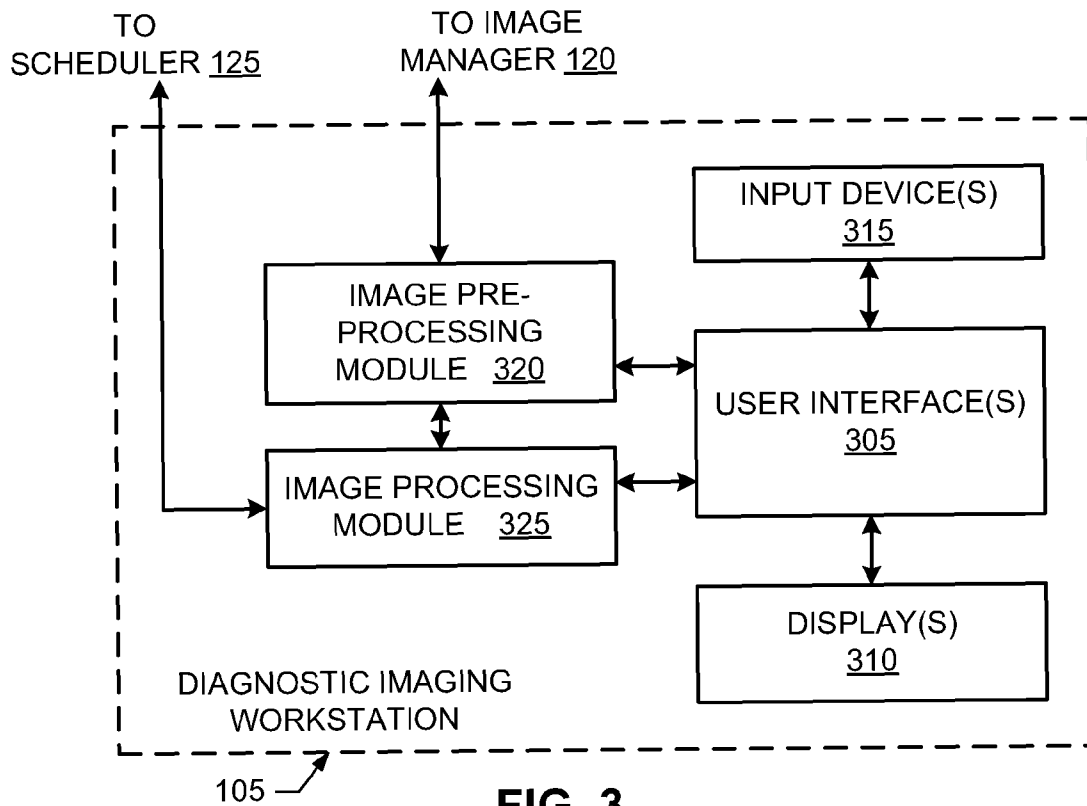 TO
SCHEDULER 125
TO IMAGE
MANAGER 120
INPUT DEVICE(S)
315
IMAGE PRE-
PROCESSING
MODULE 320
USER INTERFACE(S)
305
IMAGE PROCESSING
MODULE 325
DISPLAY(S)
310
DIAGNOSTIC IMAGING
WORKSTATION
105
FIG. 3